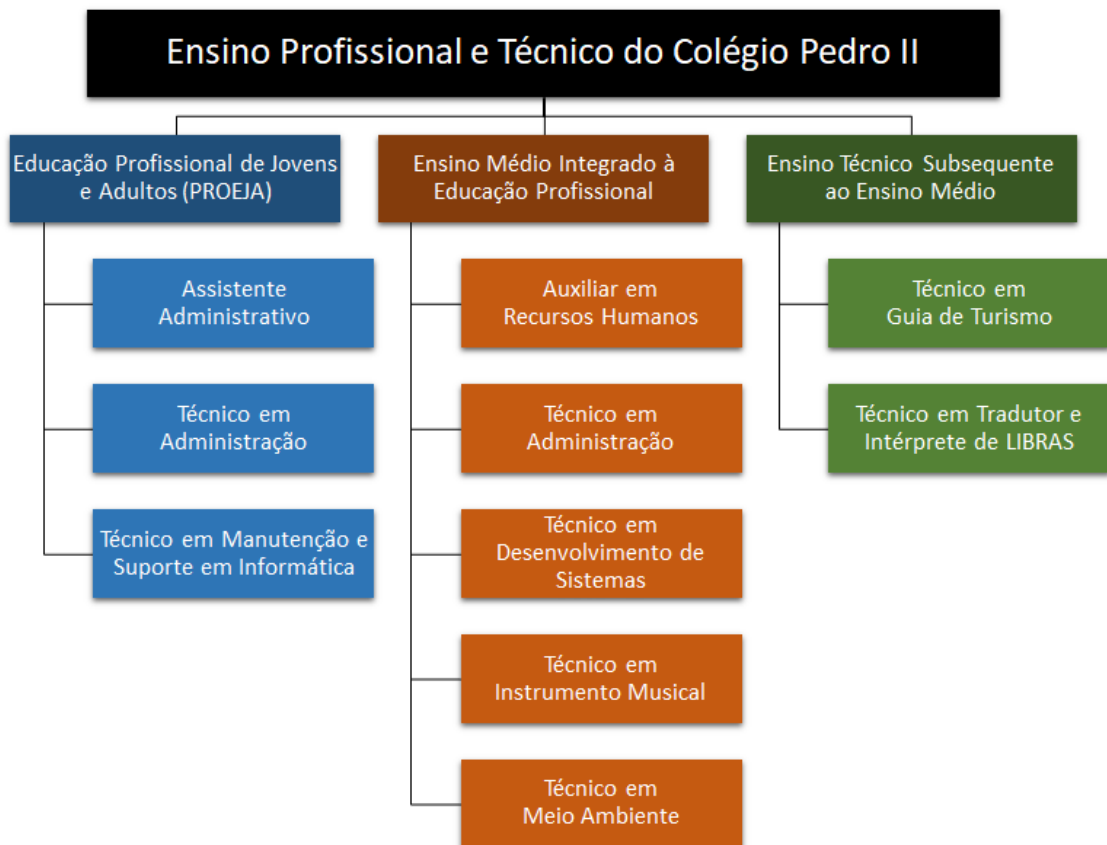 Ensino Profissional e Técnico do Colégio Pedro II
Educação Profissional de Jovens
e Adultos (PROEJA)
Assistente
Administrativo
Técnico em
Administração
Técnico em Manutenção e
Suporte em Informática
Ensino Médio Integrado à
Educação Profissional
Auxiliar em
Recursos Humanos
Técnico em
Administração
Técnico em
Desenvolvimento de
Sistemas
Técnico em
Instrumento Musical
Técnico em
Meio Ambiente
Ensino Técnico Subsequente
ao Ensino Médio
Técnico em
Guia de Turismo
Técnico em Tradutor e
Intérprete de LIBRAS